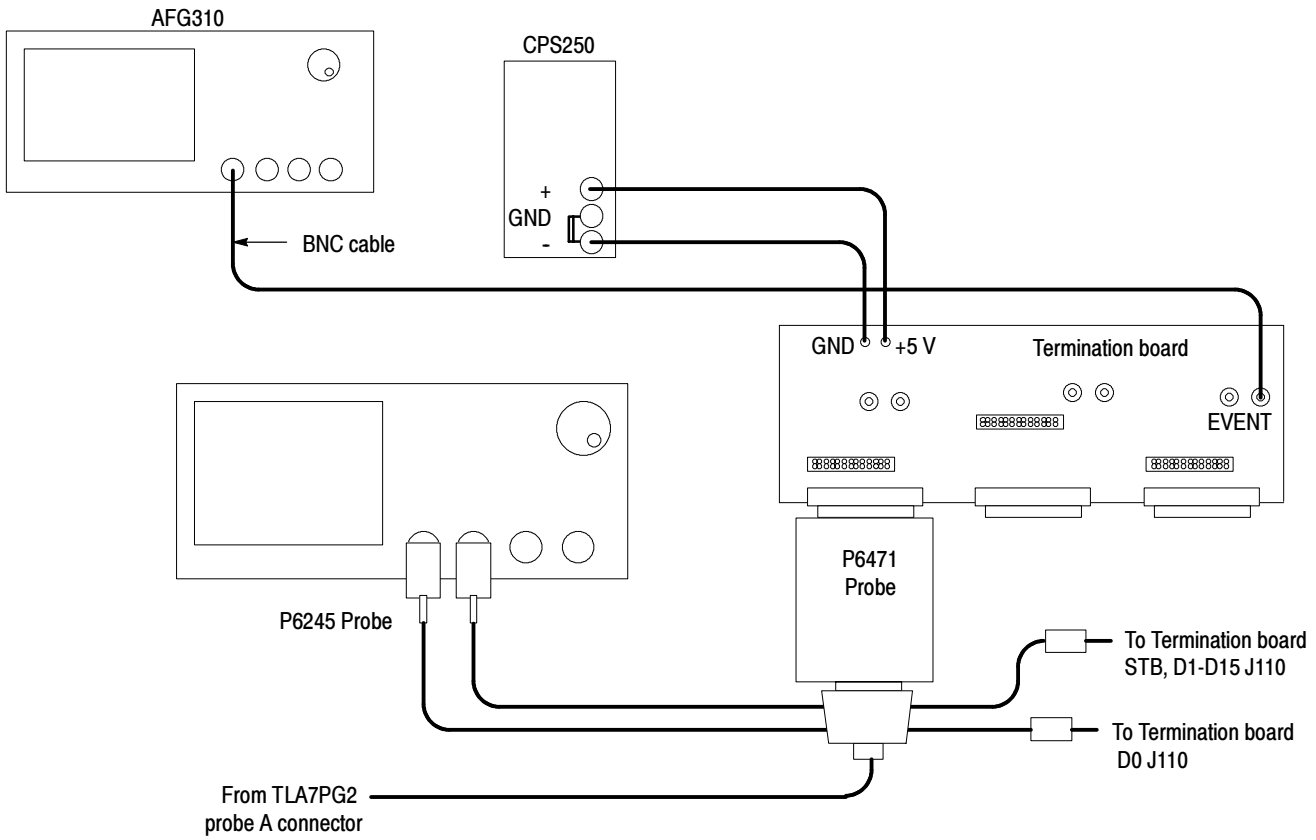 AFG310
CPS250
+
GND
-
BNC cable
GND
+5 V
Termination board
EVENT
P6471
Probe
P6245 Probe
To Termination board
STB, D1-D15 J110
To Termination board
D0 J110
From TLA7PG2
probe A connector